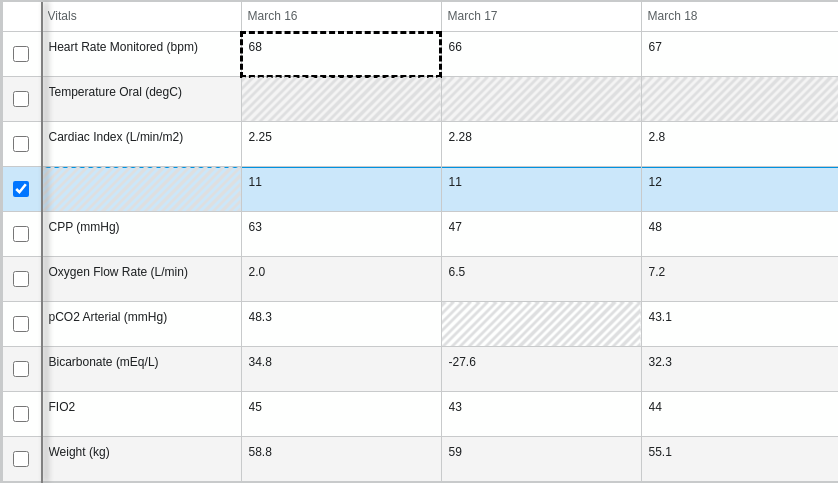 Vitals March 16 March 17 March 18
Heart Rate Monitored (bpm) 68 66 67
Temperature Oral (degC)
Cardiac Index (L/min/m2) 2.25 2.28 2.8
11 11 12
CPP (mmHg) 63 47 48
Oxygen Flow Rate (L/min) 2.0 6.5 7.2
pCO2 Arterial (mmHg) 48.3 43.1
Bicarbonate (mEq/L) 34.8 -27.6 32.3
FIO2 45 43 44
Weight (kg) 58.8 59 55.1